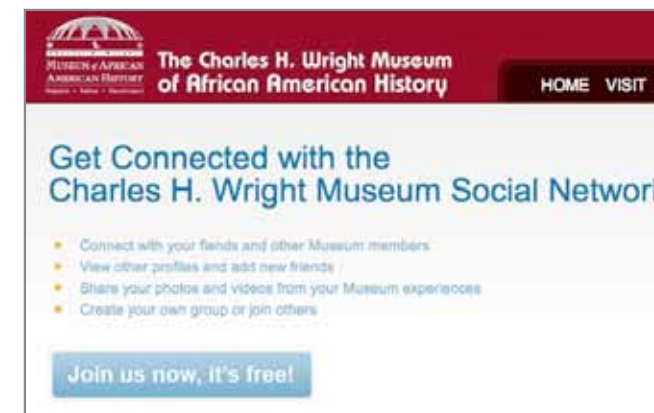 MUSEUM of AFRICAN
AMERICAN HISTORY
The Charles H. Wright Museum
of African American History
HOME VISIT
Get Connected with the
Charles H. Wright Museum Social Networ
Connect with your fiends and other Museum members
View other profiles and add new friends
Share your photos and videos from your Museum experiences
Create your own group or join others
Join us now, it's free!